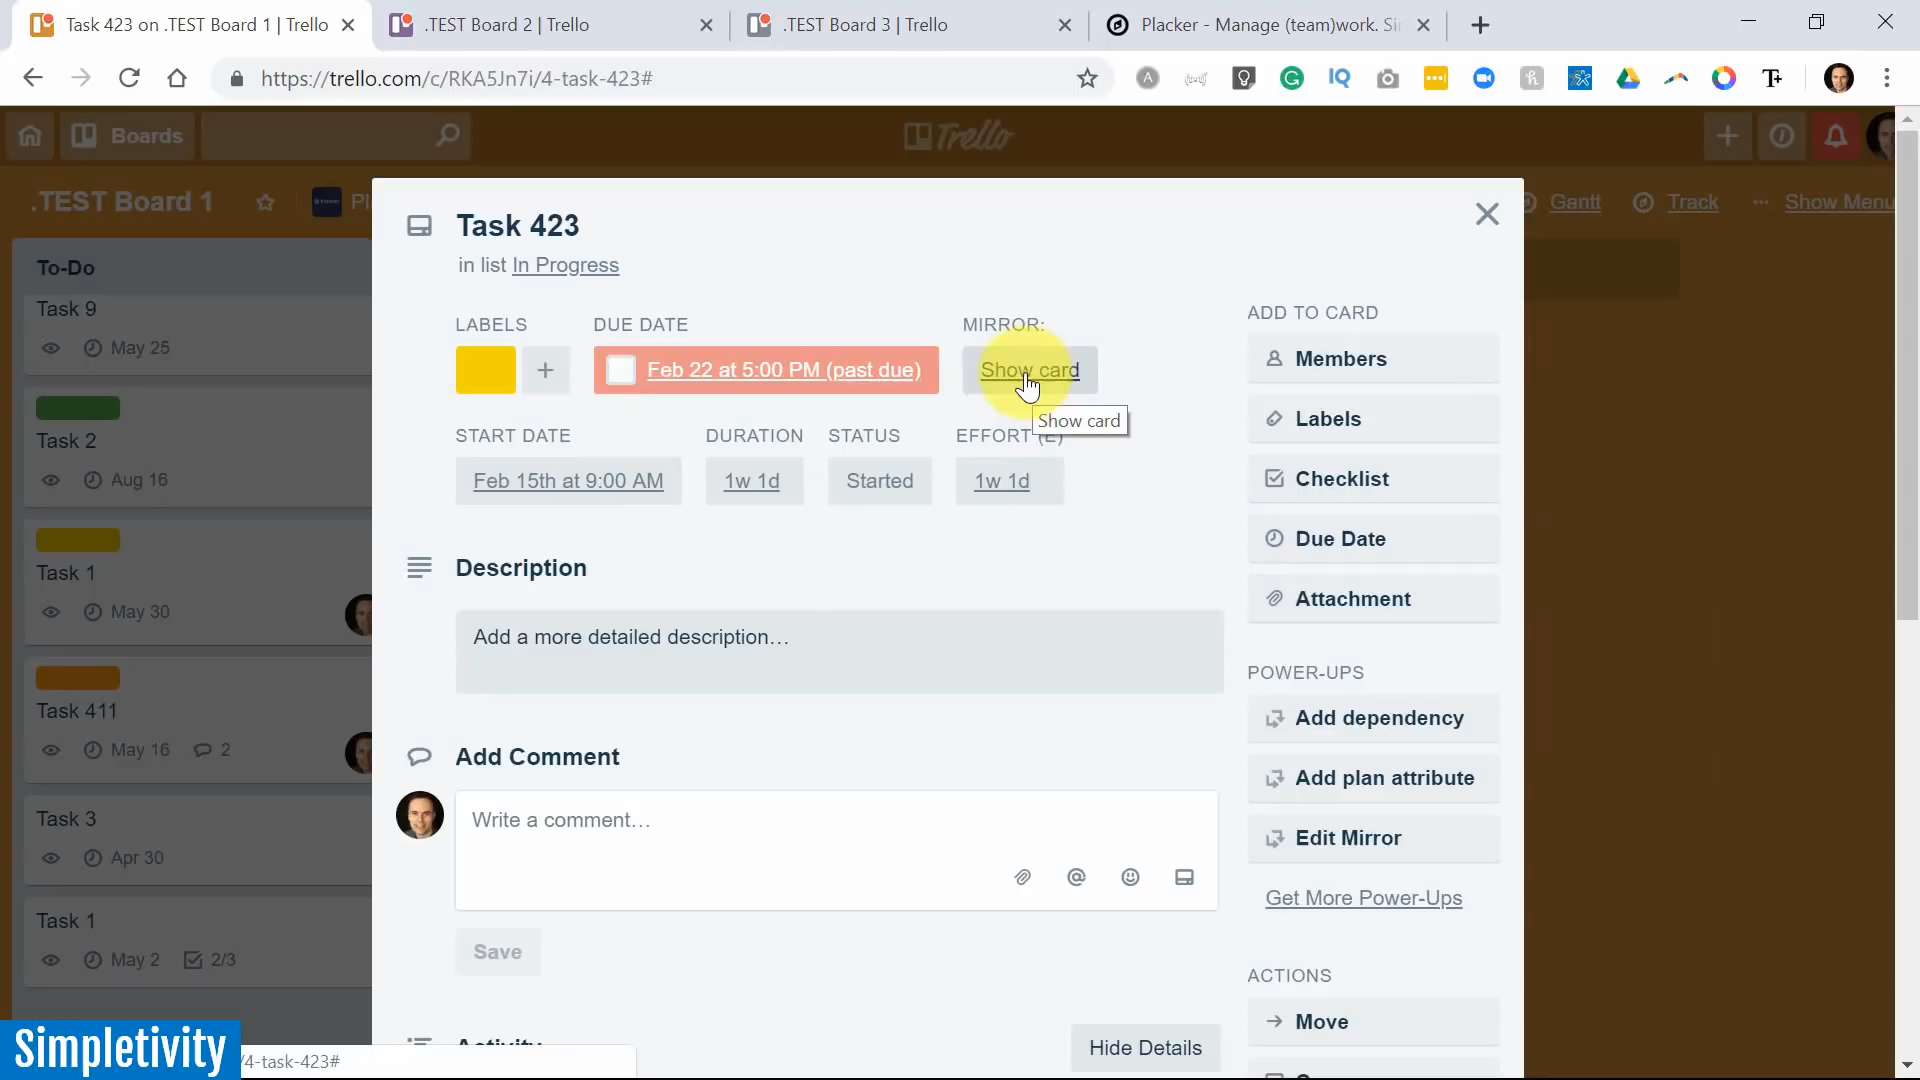 Task 423 on .TEST Board 1 | Trello
.TEST Board 2 | Trello
.TEST Board 3 | Trello
Placker - Manage (team)work.
https://trello.com/c/RKA5Jn7i/4-task-423#
Boards
Trello
.TEST Board 1
Gantt
Track
Show Menu
To-Do
Task 9
May 25
Task 2
Aug 16
Task 1
May 30
Task 411
May 16
2
Task 3
Apr 30
Task 1
May 2
2/3
Task 423
in list In Progress
LABELS
DUE DATE
MIRROR:
Feb 22 at 5:00 PM (past due)
Show card
Show card
START DATE
DURATION
STATUS
EFFORT (E)
Feb 15th at 9:00 AM
1w 1d
Started
1w 1d
Description
Add a more detailed description…
Add Comment
Write a comment…
Save
Activity
Hide Details
ADD TO CARD
Members
Labels
Checklist
Due Date
Attachment
POWER-UPS
Add dependency
Add plan attribute
Edit Mirror
Get More Power-Ups
ACTIONS
Move
Simpletivity
/4-task-423#